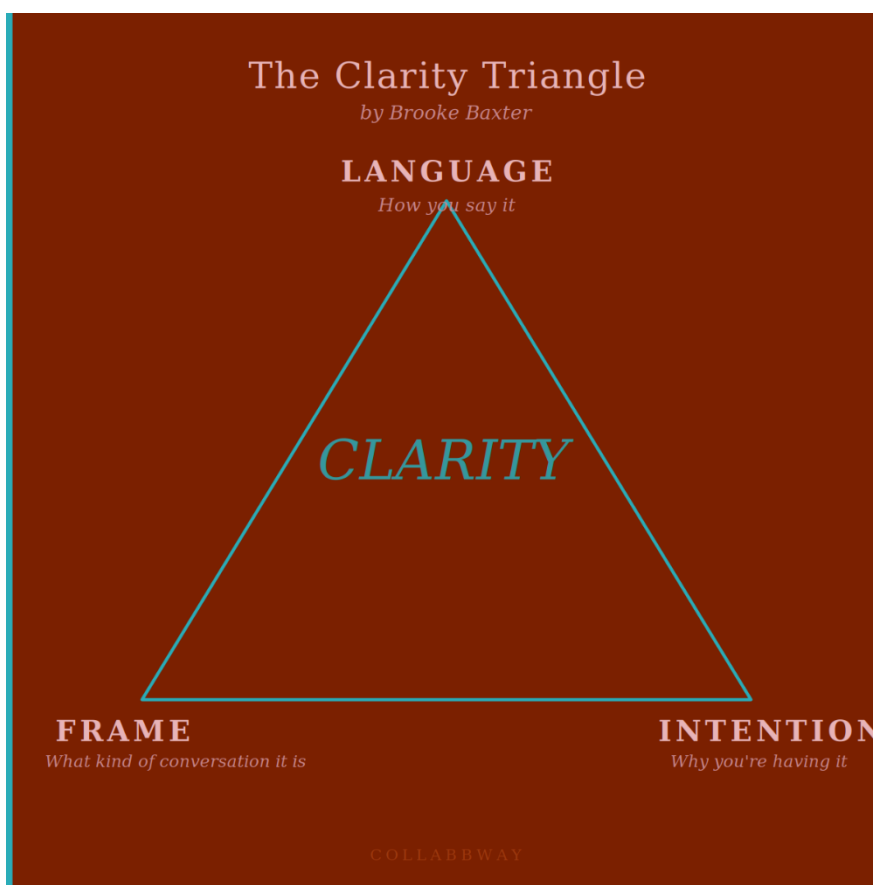 The Clarity Triangle
by Brooke Baxter
LANGUAGE
How you say it
CLARITY
FRAME
INTENTION
What kind of conversation it is
Why you're having it
COLLABBWAY